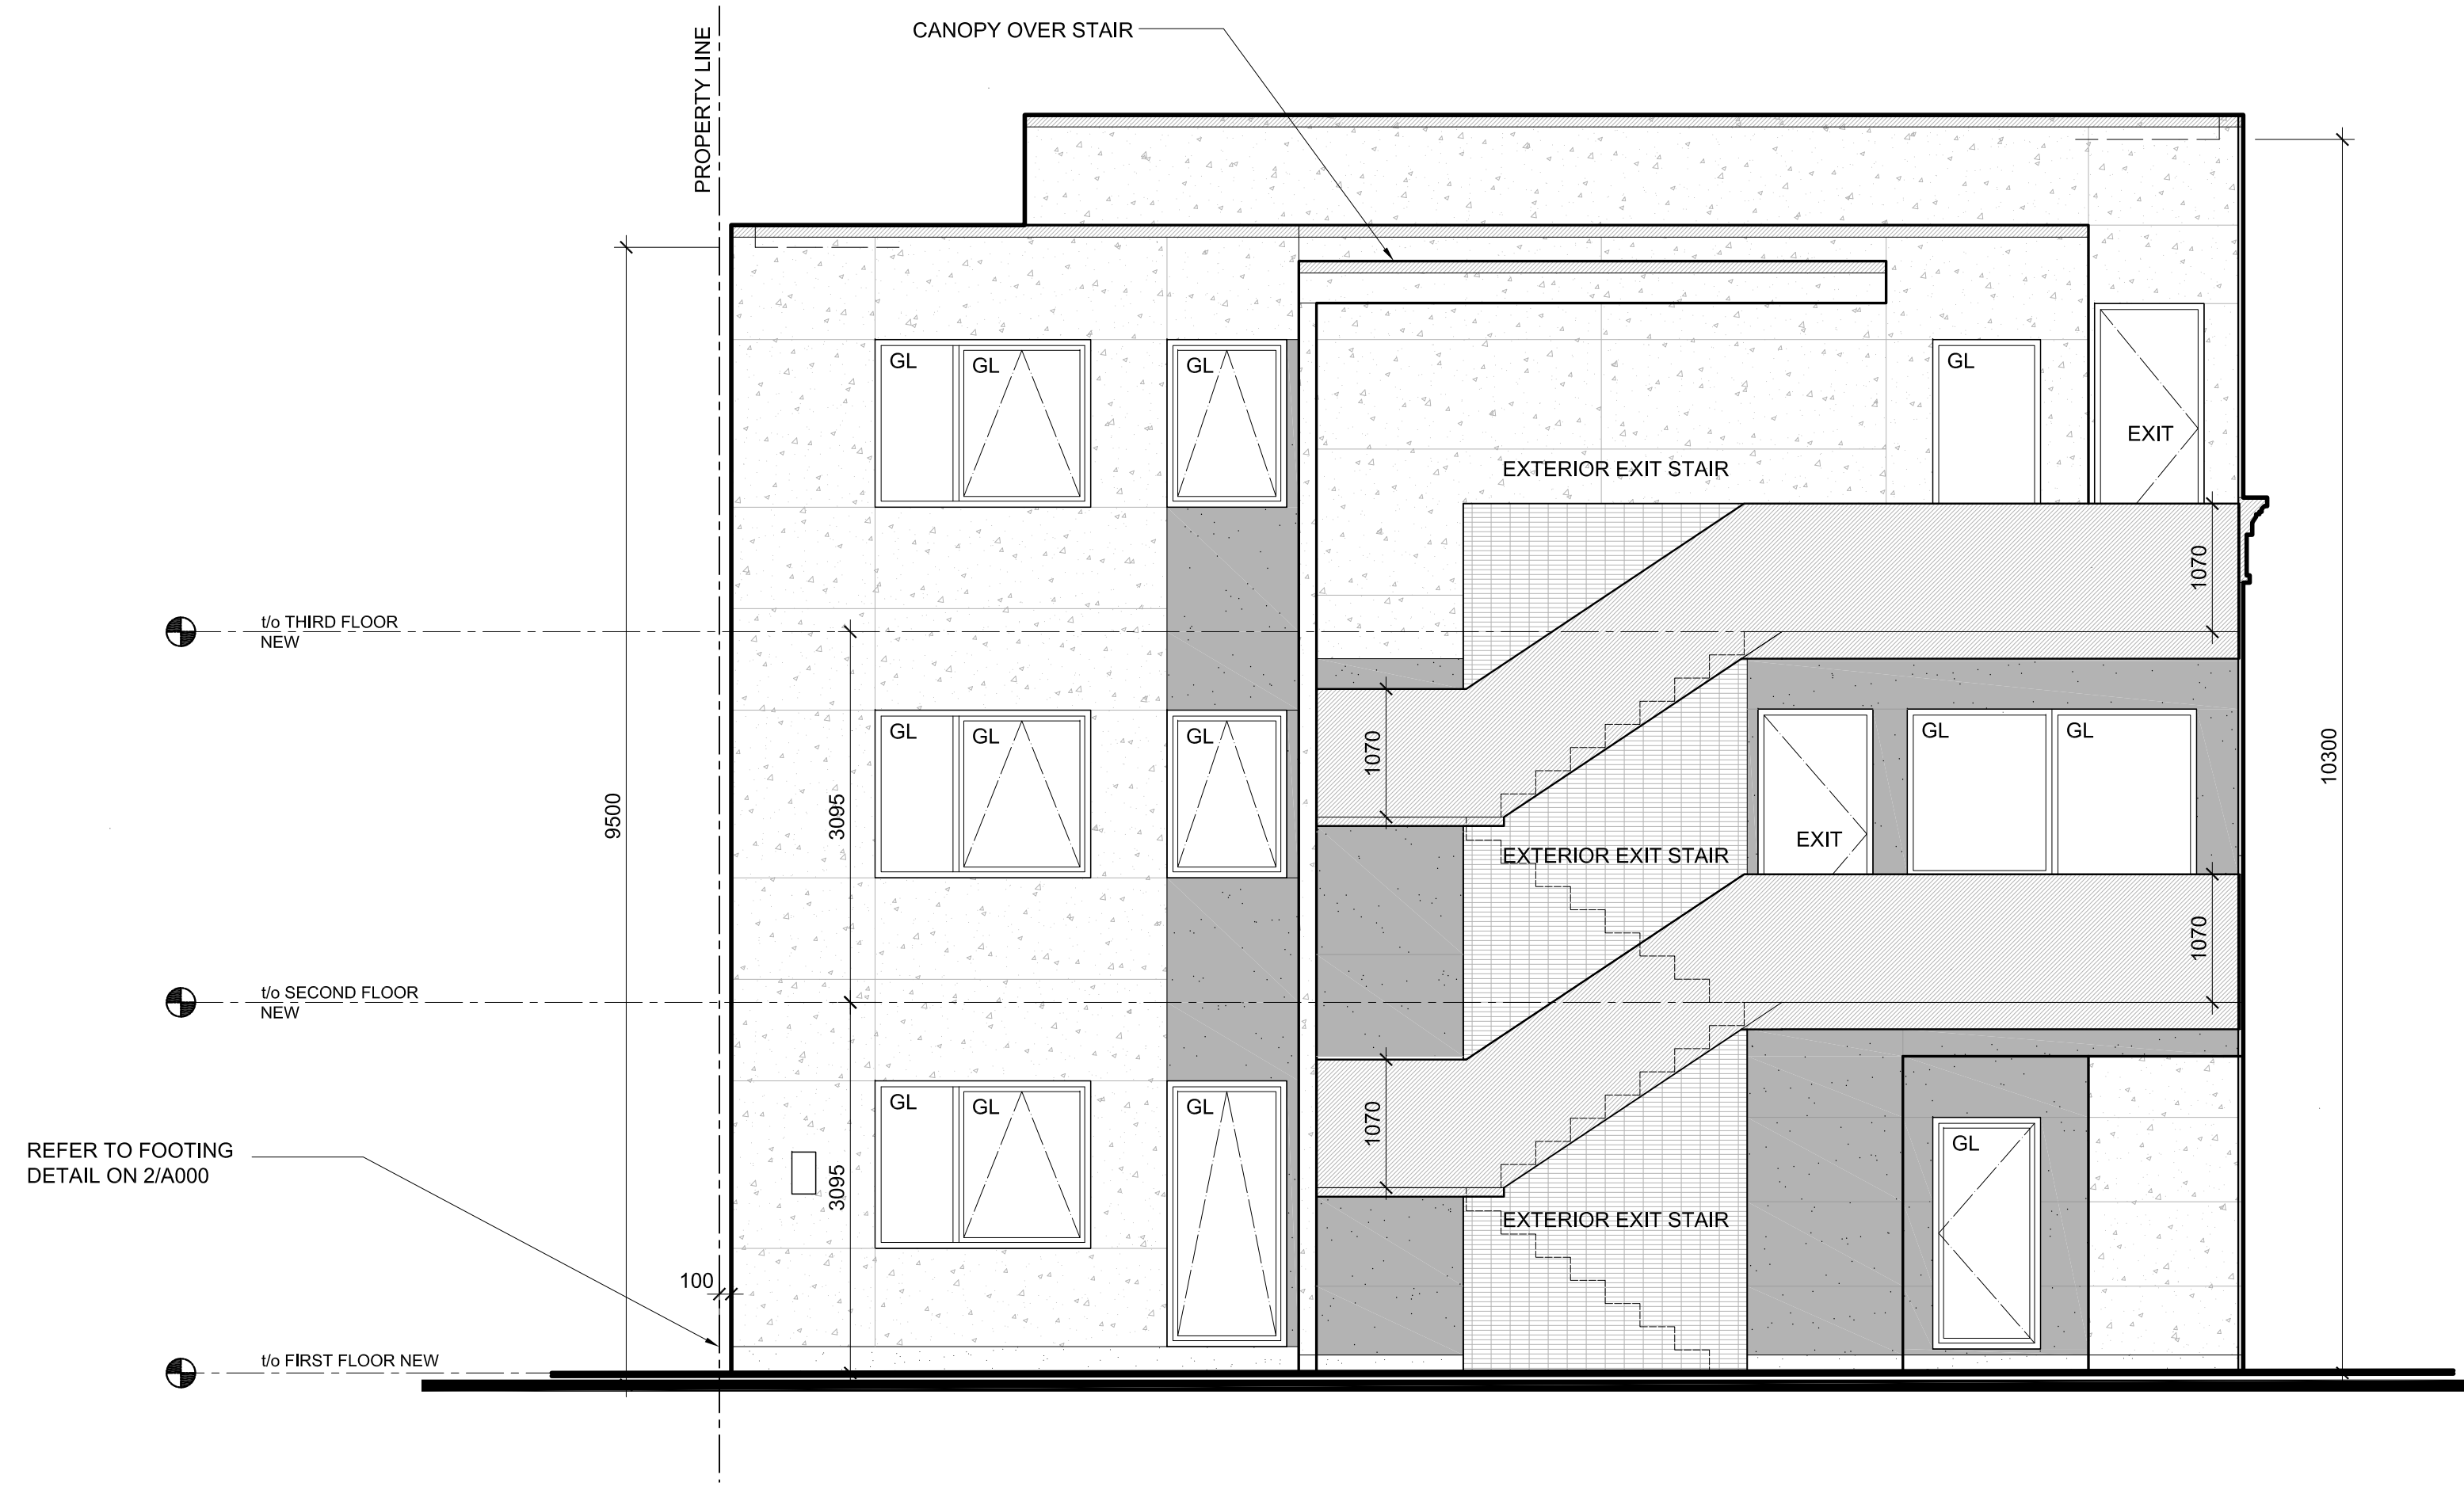 CANOPY OVER STAIR
PROPERTY LINE
GL
GL
GL
GL
EXIT
EXTERIOR EXIT STAIR
1070
t/o THIRD FLOOR
NEW
GL
GL
GL
1070
GL
GL
EXIT
9500
3095
10300
EXTERIOR EXIT STAIR
1070
t/o SECOND FLOOR
NEW
GL
GL
GL
1070
GL
REFER TO FOOTING
DETAIL ON 2/A000
3095
EXTERIOR EXIT STAIR
100
t/o FIRST FLOOR NEW